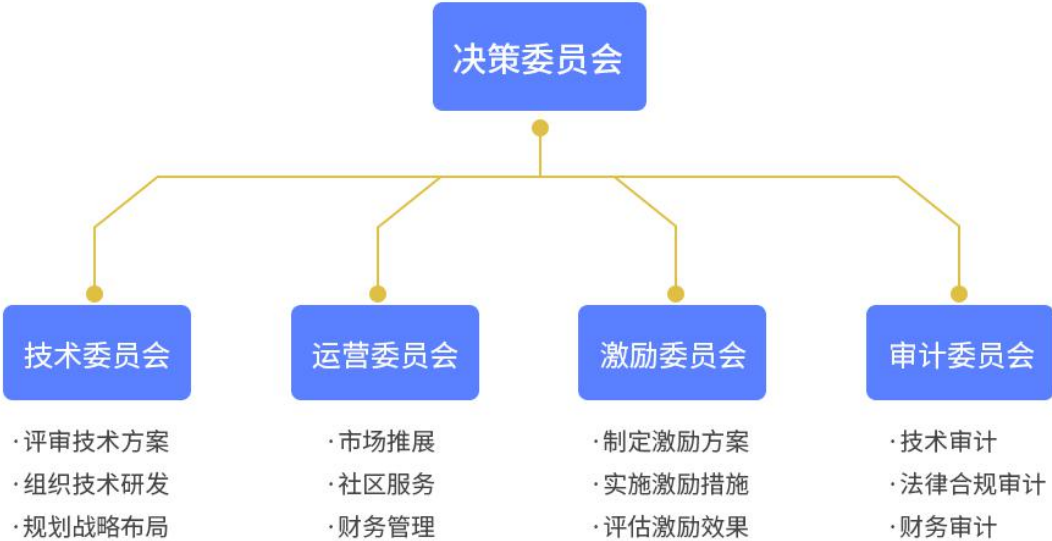 决策委员会
技术委员会
·评审技术方案
·组织技术研发
·规划战略布局
运营委员会
·市场推展
·社区服务
·财务管理
激励委员会
·制定激励方案
·实施激励措施
·评估激励效果
审计委员会
·技术审计
·法律合规审计
·财务审计